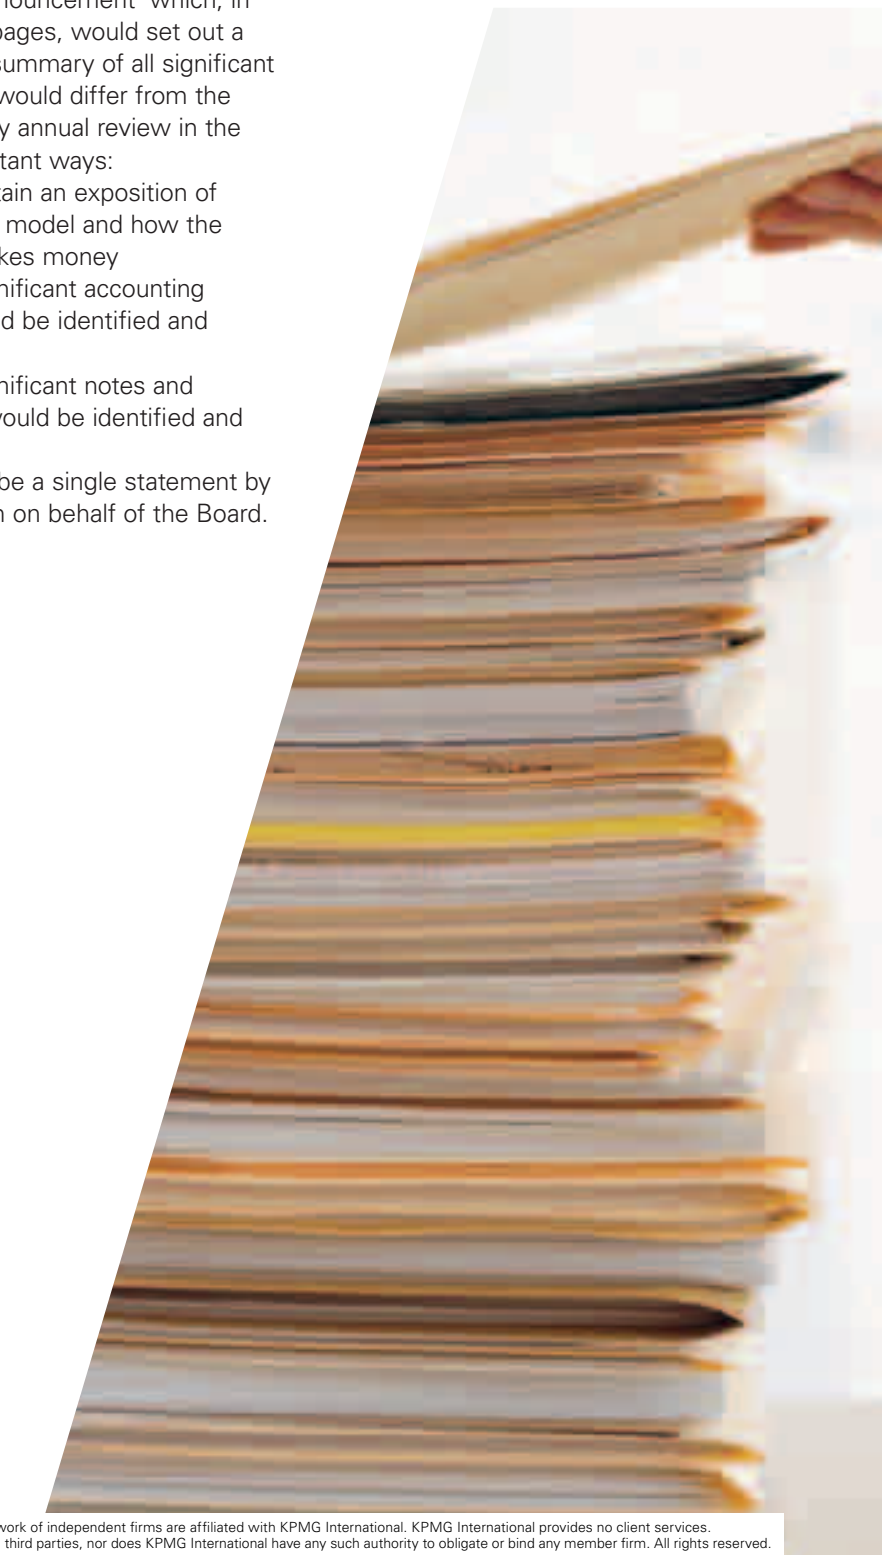 pages, would set out a
summary of all significant
would differ from the
y annual review in the
tant ways:
tain an exposition of
model and how the
kes money
nificant accounting
d be identified and
nificant notes and
would be identified and
be a single statement by
n on behalf of the Board.
work of independent firms are affiliated with KPMG International. KPMG International provides no client services.
third parties, nor does KPMG International have any such authority to obligate or bind any member firm. All rights reserved.